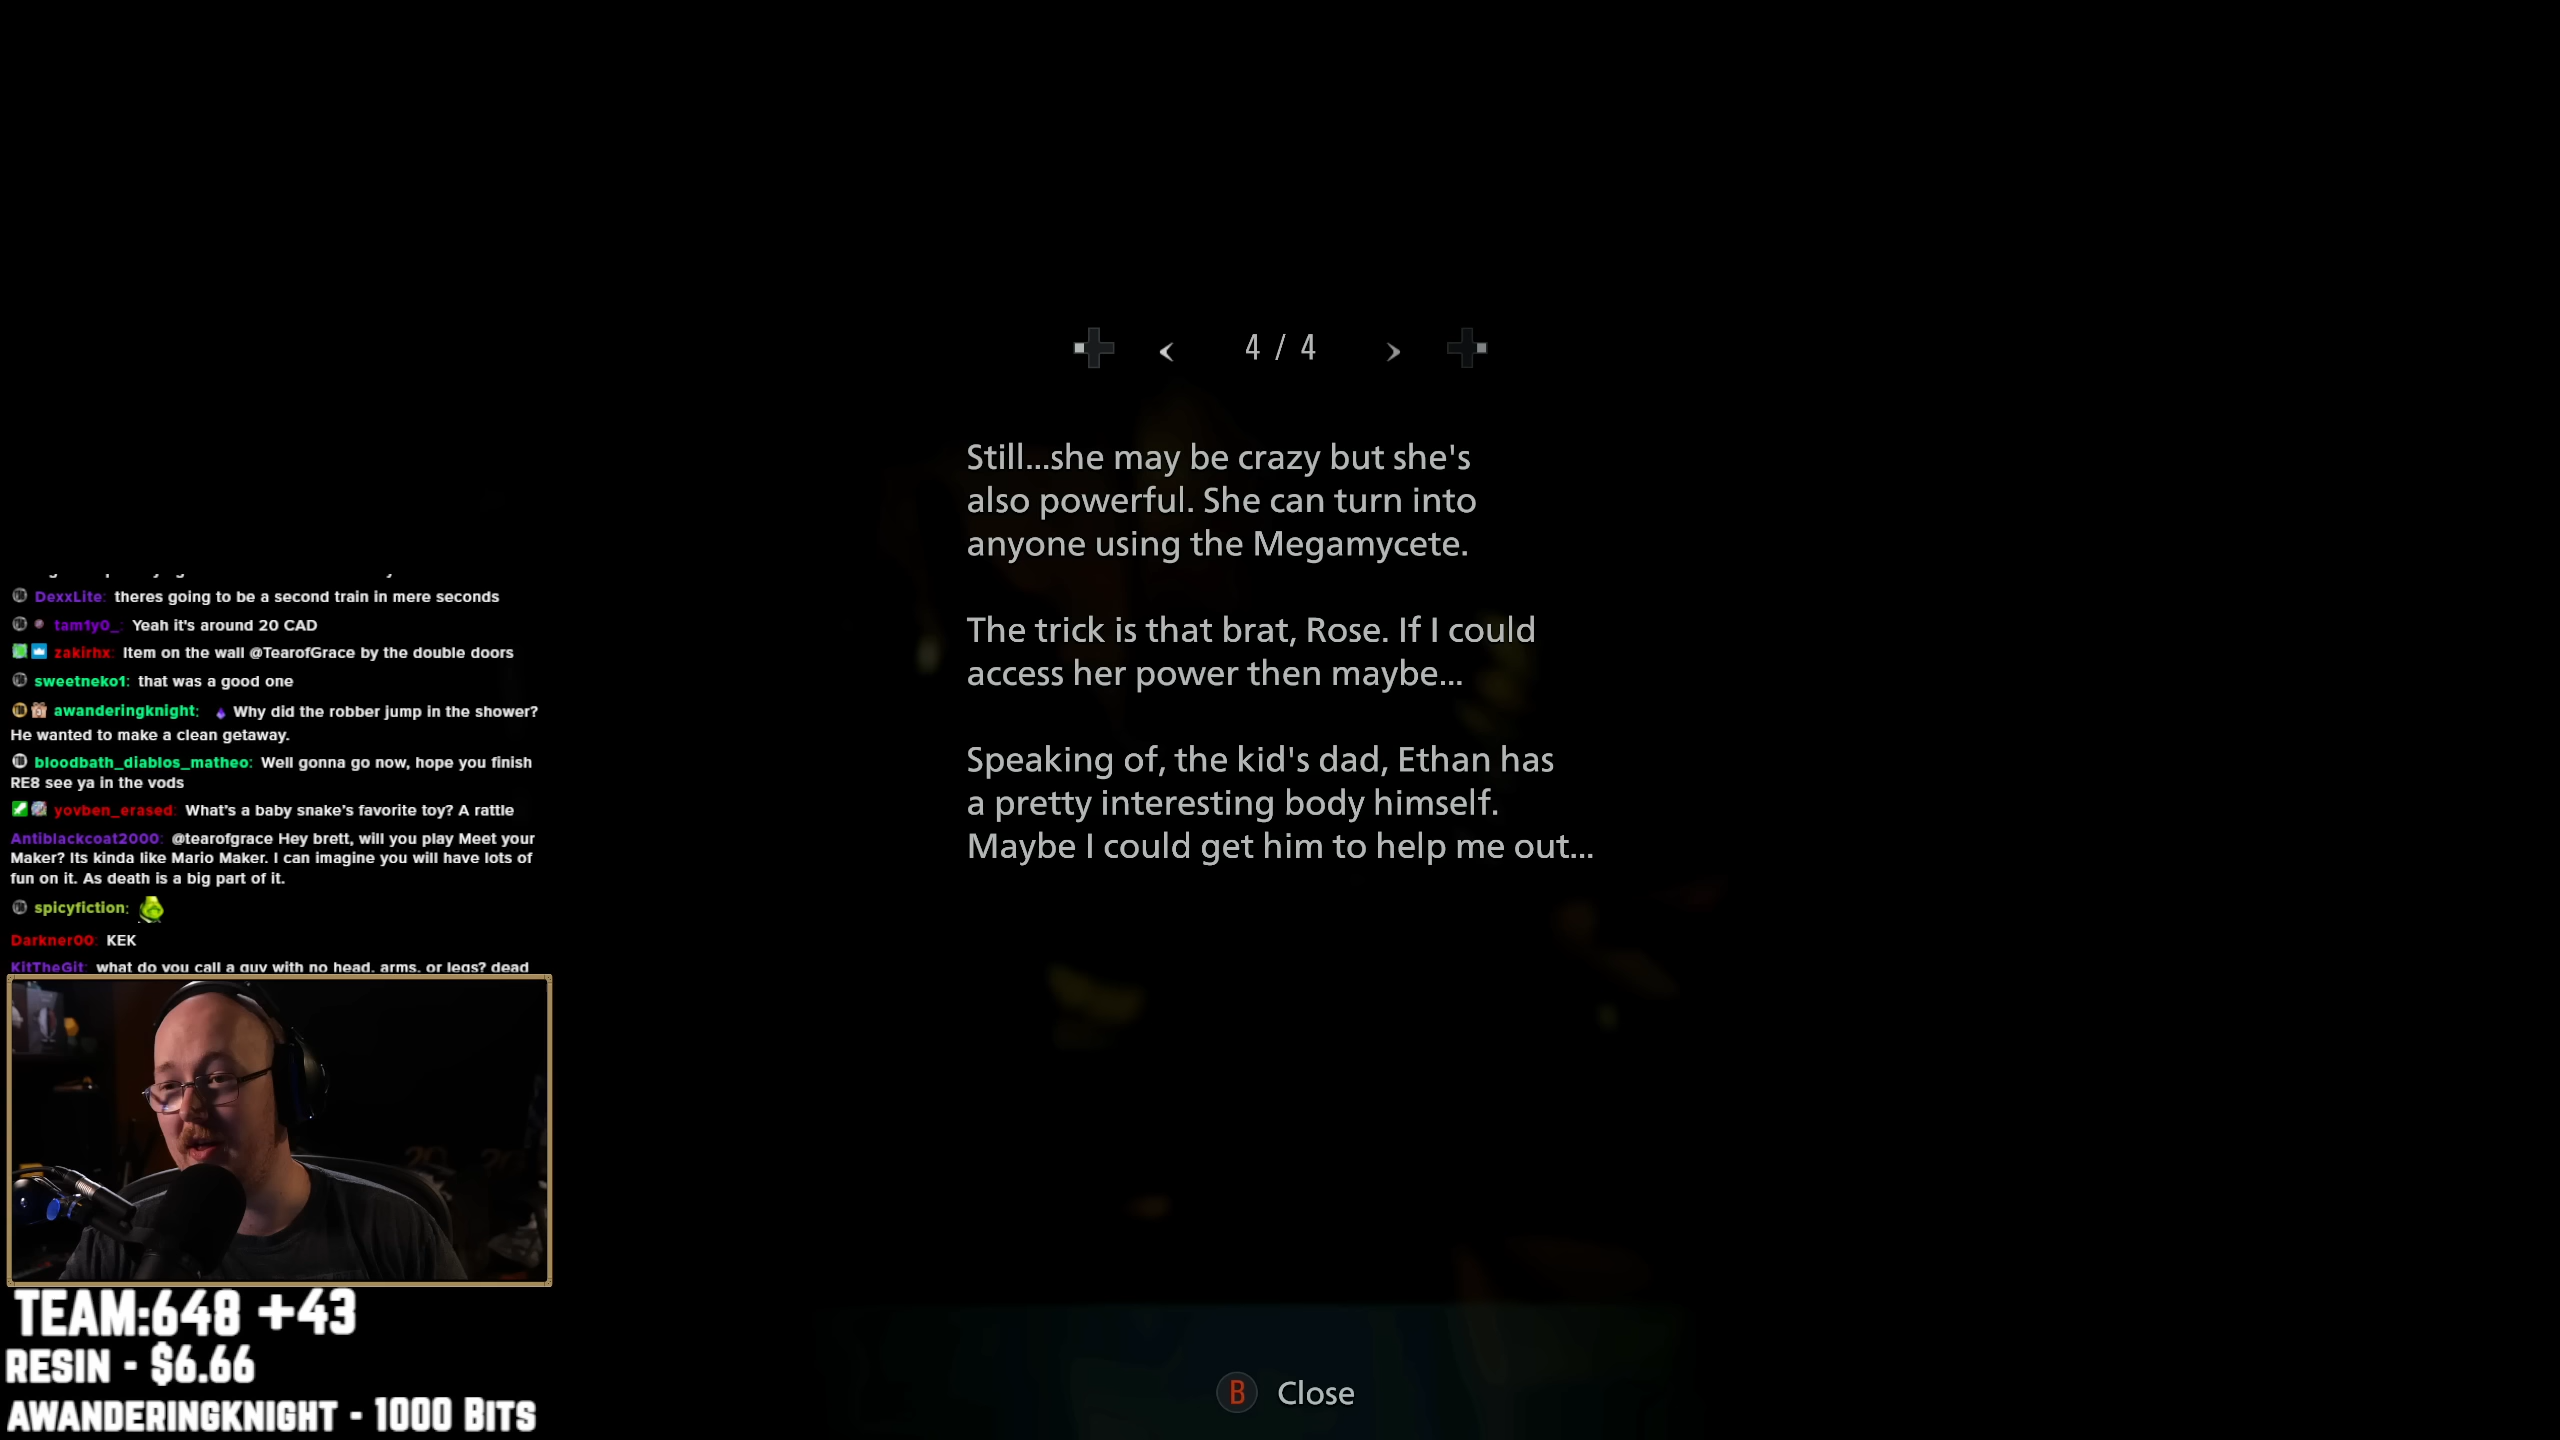 4 / 4
Still...she may be crazy but she's
also powerful. She can turn into
anyone using the Megamycete.
The trick is that brat, Rose. If I could
access her power then maybe...
Speaking of, the kid's dad, Ethan has
a pretty interesting body himself.
Maybe I could get him to help me out...
DexxLite: theres going to be a second train in mere seconds
tam1y0_: Yeah it's around 20 CAD
zakirhx: Item on the wall @TearofGrace by the double doors
sweetneko1: that was a good one
awanderingknight: Why did the robber jump in the shower?
He wanted to make a clean getaway.
bloodbath_diablos_matheo: Well gonna go now, hope you finish
RE8 see ya in the vods
yovben_erased: What's a baby snake's favorite toy? A rattle
Antiblackcoat2000: @tearofgrace Hey brett, will you play Meet your
Maker? Its kinda like Mario Maker. I can imagine you will have lots of
fun on it. As death is a big part of it.
spicyfiction:
Darkner00: KEK
KitTheGit: what do you call a guy with no head, arms, or legs? dead
TEAM:648 +43
RESIN - $6.66
AWANDERINGKNIGHT - 1000 BITS
B Close